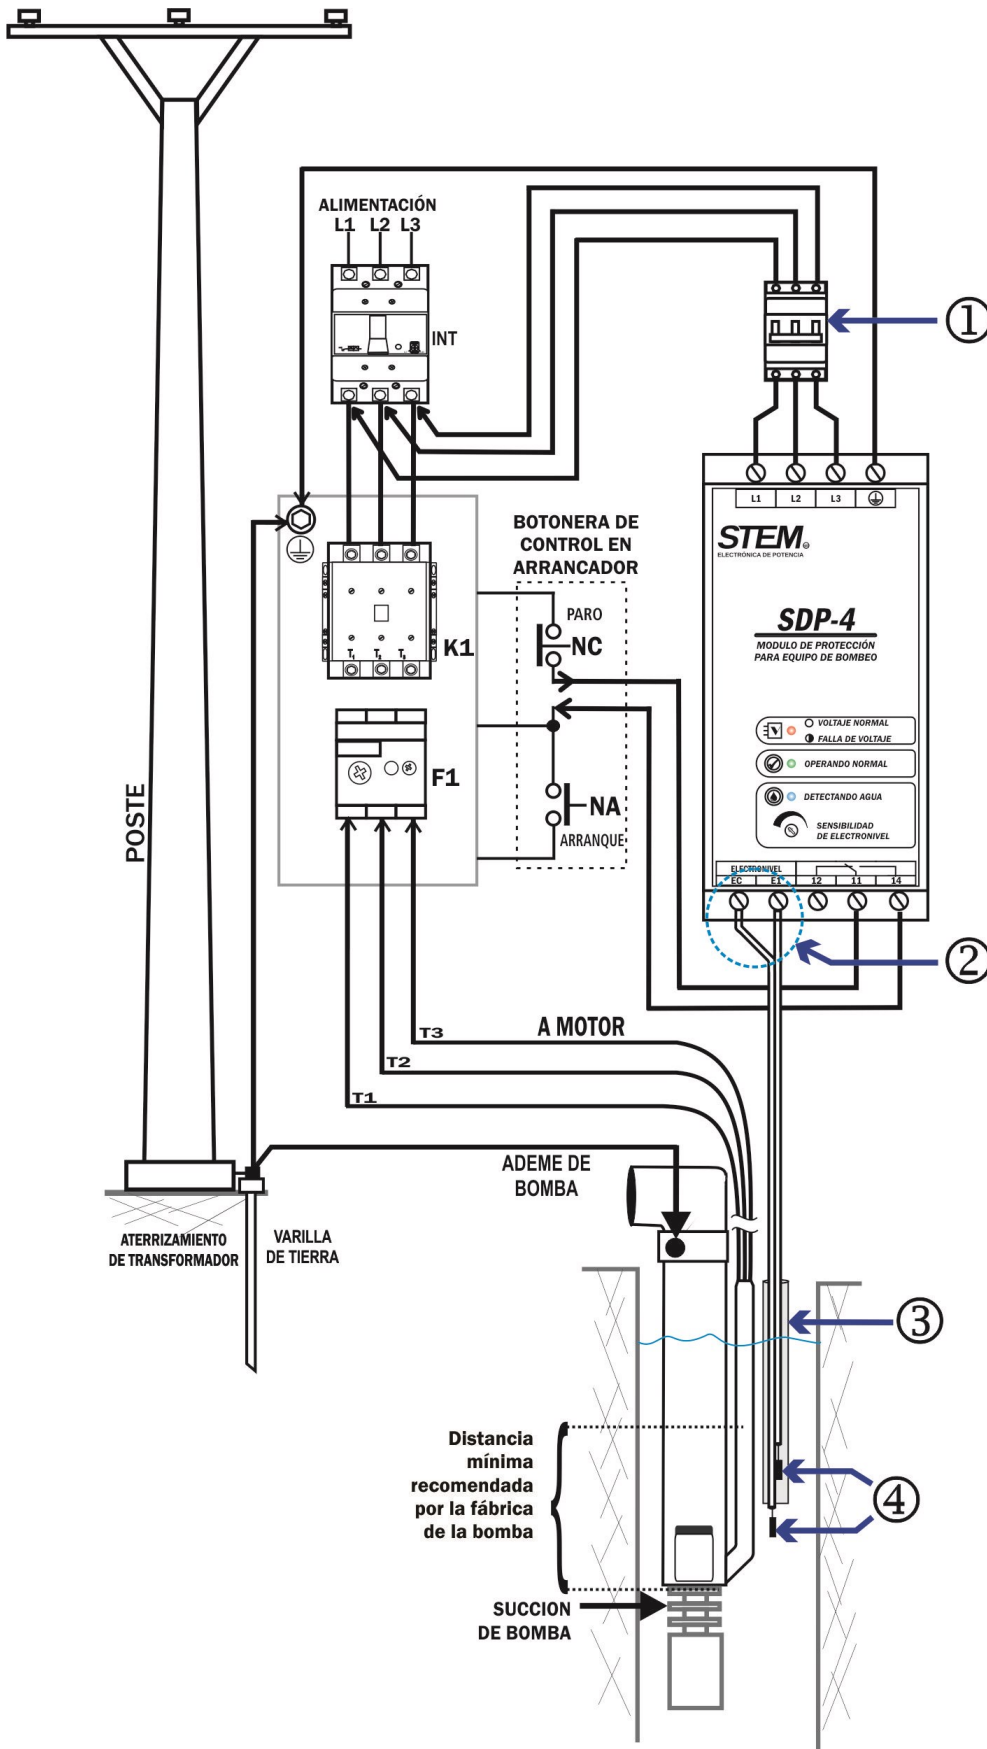 ALIMENTACIÓN
L1 L2 L3
INT
1
L1 L2 L3
STEM®
ELECTRÓNICA DE POTENCIA
SDP-4
MODULO DE PROTECCIÓN
PARA EQUIPO DE BOMBEO
V
VOLTAJE NORMAL
FALLA DE VOLTAJE
OPERANDO NORMAL
DETECTANDO AGUA
SENSIBILIDAD
DE ELECTRONIVEL
ELECTRONIVEL
EC E1 12 11 14
2
BOTONERA DE
CONTROL EN
ARRANCADOR
PARO
NC
NA
ARRANQUE
T1 T2 T3
K1
F1
POSTE
A MOTOR
T3
T2
T1
ADEME DE
BOMBA
ATERRIZAMIENTO
DE TRANSFORMADOR
VARILLA
DE TIERRA
3
Distancia
mínima
recomendada
por la fábrica
de la bomba
4
SUCCION
DE BOMBA